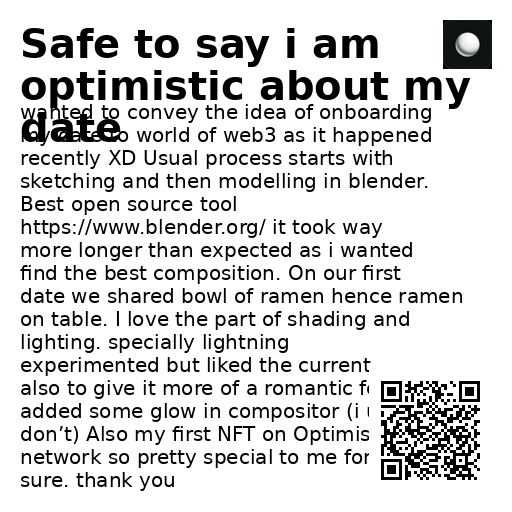 Safe to say i am
optimistic about my
date
wanted to convey the idea of onboarding
my date to world of web3 as it happened
recently XD Usual process starts with
sketching and then modelling in blender.
Best open source tool
https://www.blender.org/ it took way
more longer than expected as i wanted
find the best composition. On our first
date we shared bowl of ramen hence ramen
on table. I love the part of shading and
lighting. specially lightning
experimented but liked the current
also to give it more of a romantic
added some glow in compositor (i
don’t) Also my first NFT on Optimis
network so pretty special to me for
sure. thank you